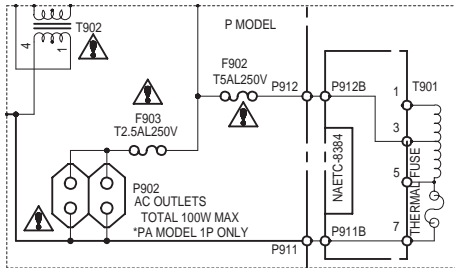 P MODEL
T902
4
1
F902
T5AL250V
P912
P912B
T901
1
F903
T2.5AL250V
3
NAETC-8384
5
THERMAL FUSE
P902
AC OUTLETS
TOTAL 100W MAX
*PA MODEL 1P ONLY
7
P911
P911B